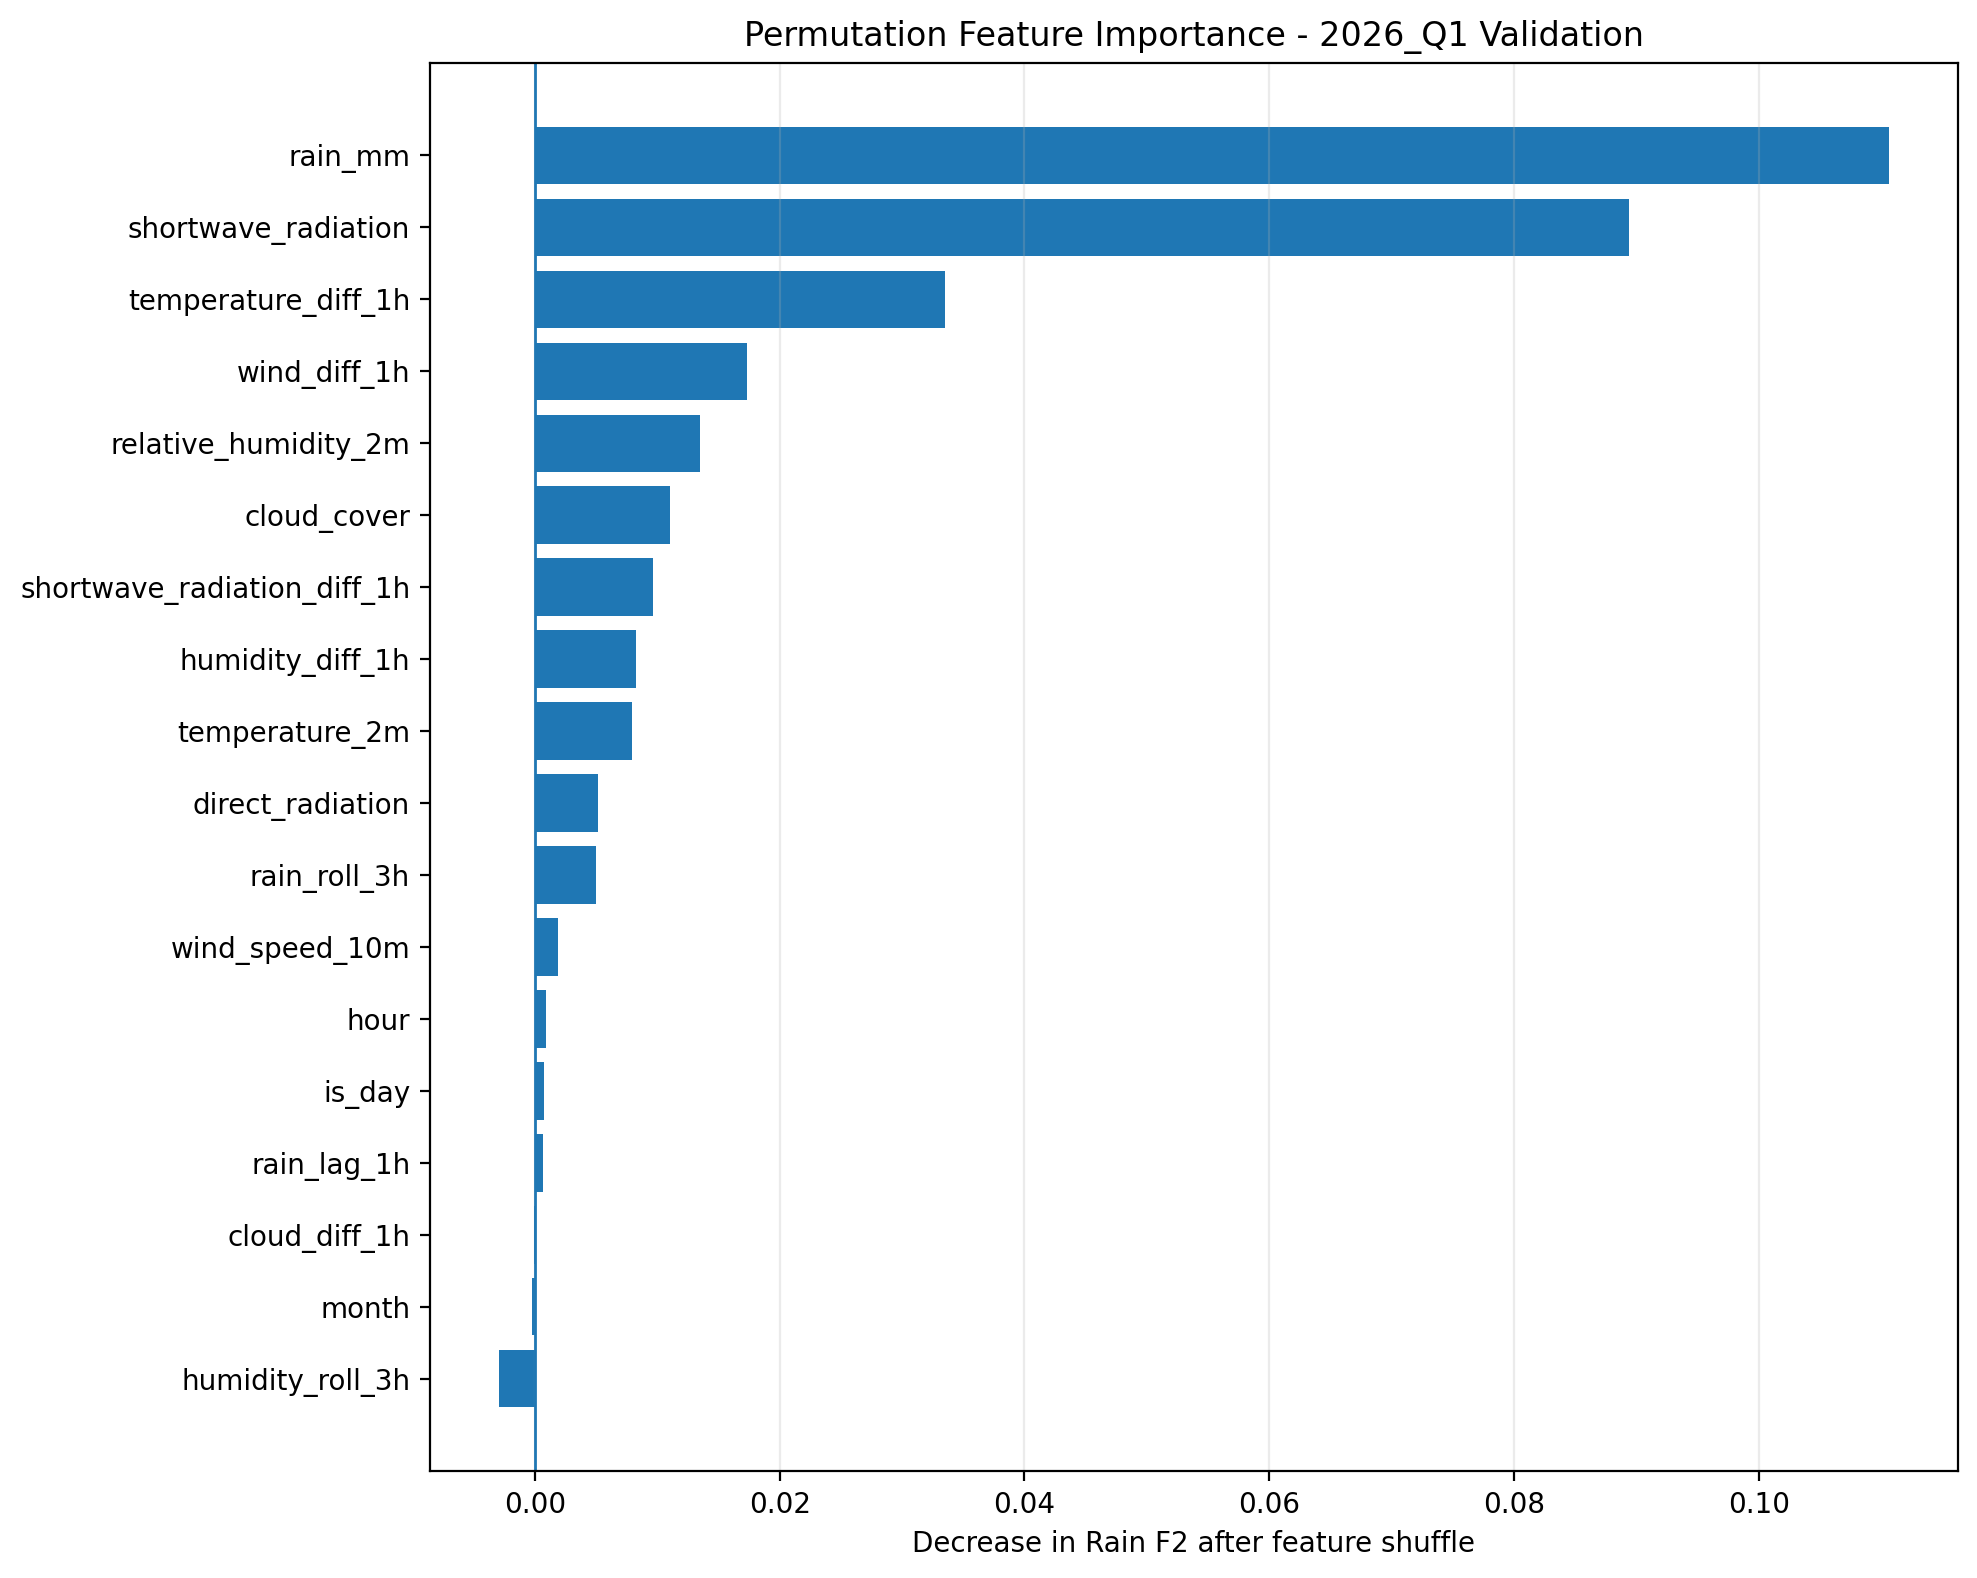 Permutation Feature Importance - 2026_Q1 Validation
rain_mm
shortwave_radiation
temperature_diff_1h
wind_diff_1h
relative_humidity_2m
cloud_cover
shortwave_radiation_diff_1h
humidity_diff_1h
temperature_2m
direct_radiation
rain_roll_3h
wind_speed_10m
hour
is_day
rain_lag_1h
cloud_diff_1h
month
humidity_roll_3h
0.00 0.02 0.04 0.06 0.08 0.10
Decrease in Rain F2 after feature shuffle